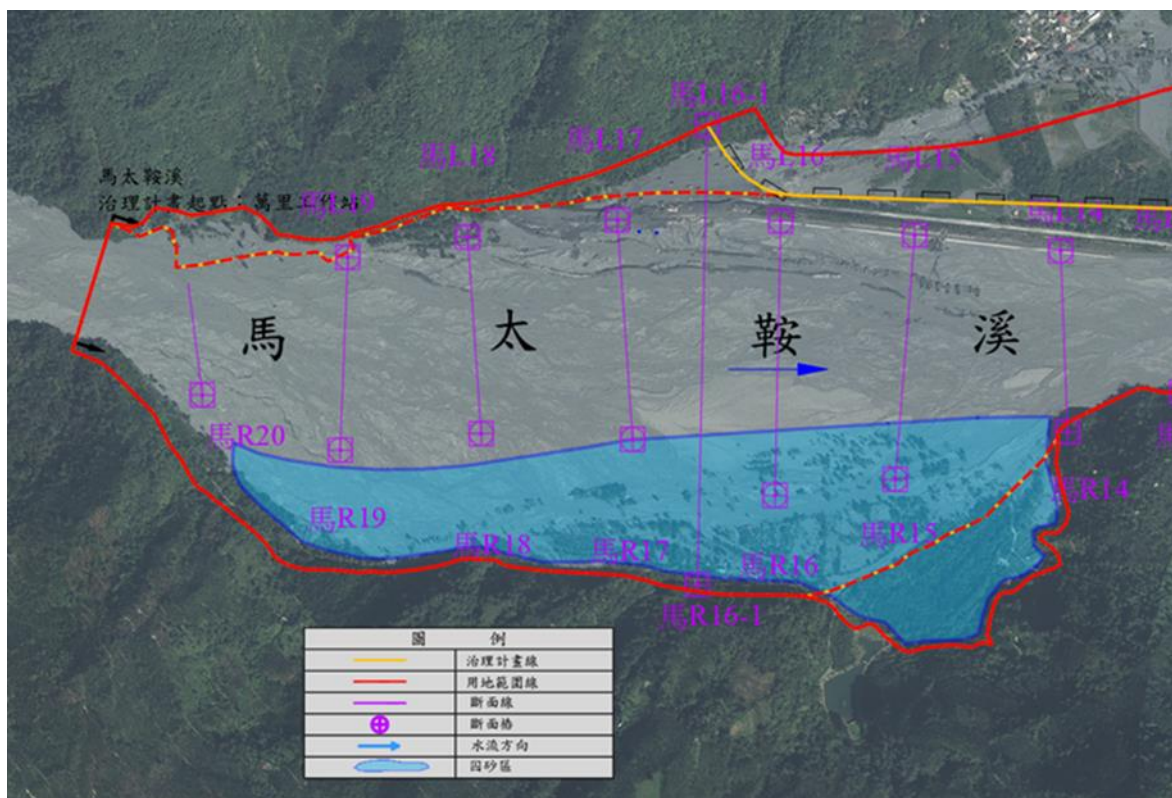 馬L16-1
馬L17
馬L16
馬L18
馬L15
馬太鞍溪
治理計畫起點：萬里工作站
馬L19
馬L14
馬 太 鞍 溪
馬R20
馬R14
馬R19
馬R15
馬R18
馬R17
馬R16
馬R16-1
圖 例
治理計畫線
用地範圍線
斷面線
斷面樁
水流方向
囚砂區